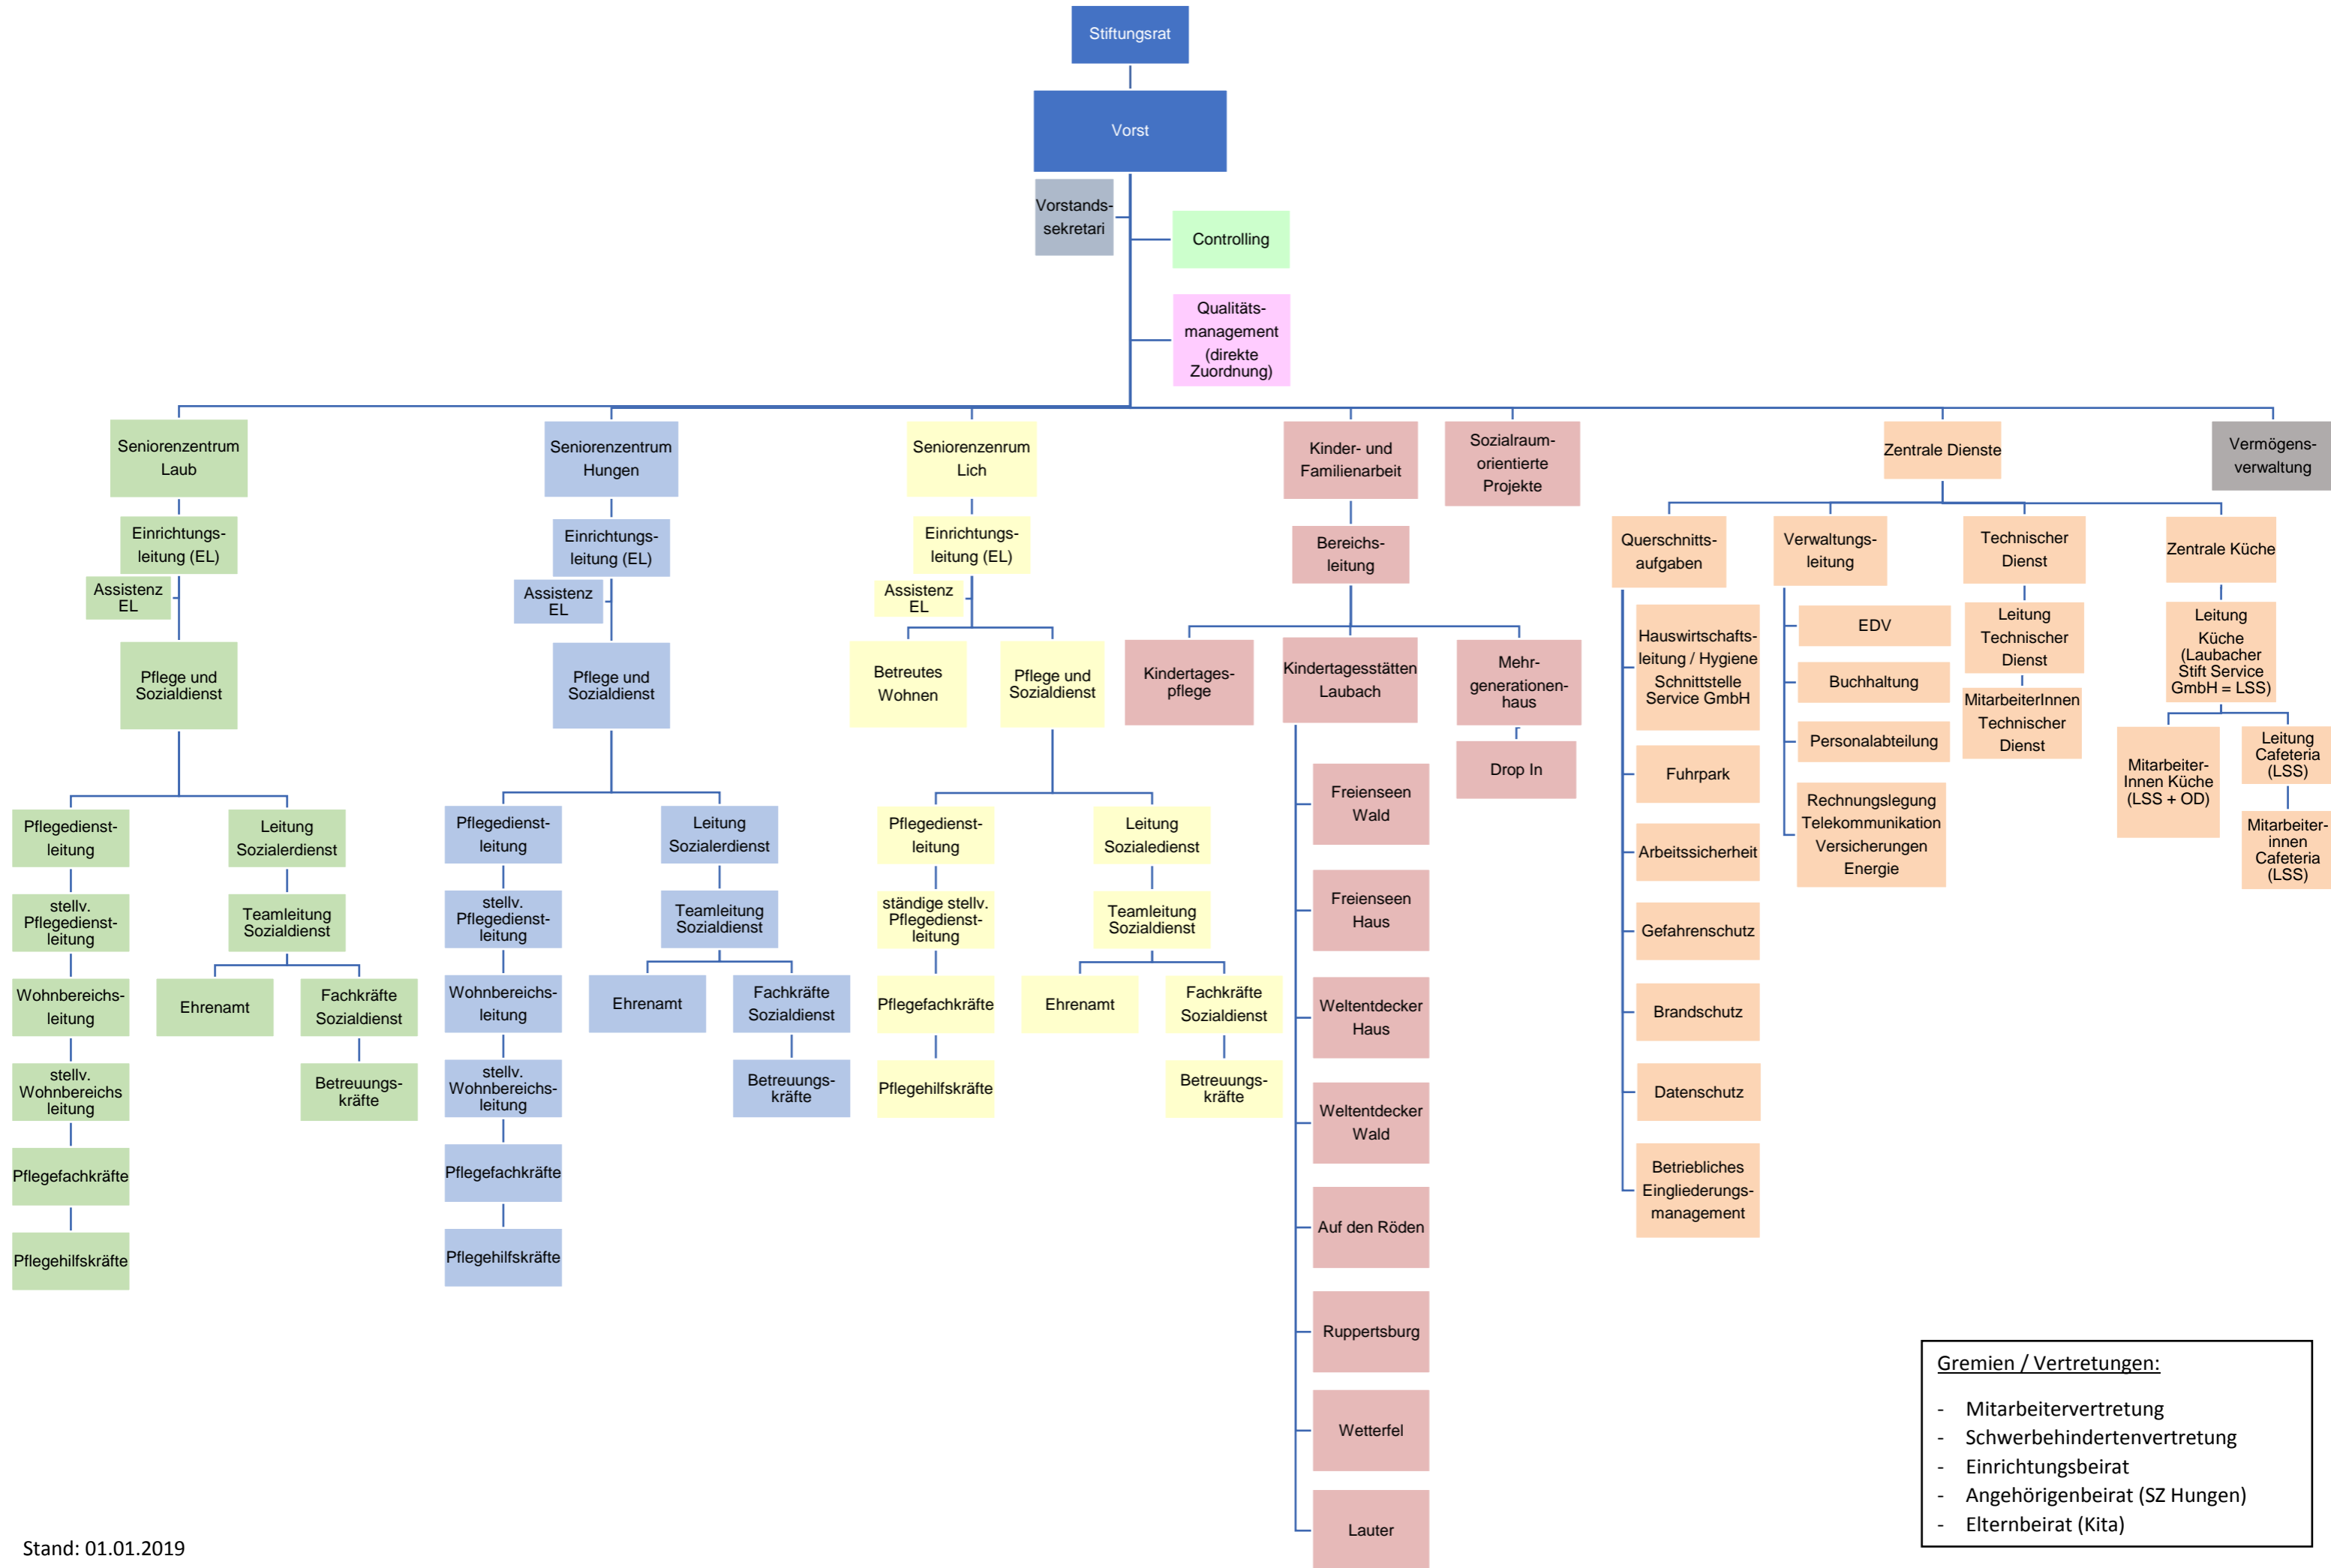 Stiftungsrat
Vorst
Vorstands-
sekretari
Controlling
Qualitäts-
management
(direkte
Zuordnung)
Seniorenzentrum
Laub
Einrichtungs-
leitung (EL)
Assistenz
EL
Pflege und
Sozialdienst
Pflegedienst-
leitung
stellv.
Pflegedienst-
leitung
Wohnbereichs-
leitung
stellv.
Wohnbereichs
leitung
Pflegefachkräfte
Pflegehilfskräfte
Leitung
Sozialerdienst
Teamleitung
Sozialdienst
Ehrenamt
Fachkräfte
Sozialdienst
Betreuungs-
kräfte
Seniorenzentrum
Hungen
Einrichtungs-
leitung (EL)
Assistenz
EL
Pflege und
Sozialdienst
Pflegedienst-
leitung
stellv.
Pflegedienst-
leitung
Wohnbereichs-
leitung
stellv.
Wohnbereichs-
leitung
Pflegefachkräfte
Pflegehilfskräfte
Leitung
Sozialerdienst
Teamleitung
Sozialdienst
Ehrenamt
Fachkräfte
Sozialdienst
Betreuungs-
kräfte
Seniorenzenrum
Lich
Einrichtungs-
leitung (EL)
Assistenz
EL
Betreutes
Wohnen
Pflege und
Sozialdienst
Pflegedienst-
leitung
ständige stellv.
Pflegedienst-
leitung
Pflegefachkräfte
Pflegehilfskräfte
Leitung
Sozialedienst
Teamleitung
Sozialdienst
Ehrenamt
Fachkräfte
Sozialdienst
Betreuungs-
kräfte
Kinder- und
Familienarbeit
Bereichs-
leitung
Kindertages-
pflege
Kindertagesstätten
Laubach
Freienseen
Wald
Freienseen
Haus
Weltentdecker
Haus
Weltentdecker
Wald
Auf den Röden
Ruppertsburg
Wetterfel
Lauter
Mehr-
generationen-
haus
Drop In
Sozialraum-
orientierte
Projekte
Zentrale Dienste
Querschnitts-
aufgaben
Hauswirtschafts-
leitung / Hygiene
Schnittstelle
Service GmbH
Fuhrpark
Arbeitssicherheit
Gefahrenschutz
Brandschutz
Datenschutz
Betriebliches
Eingliederungs-
management
Verwaltungs-
leitung
EDV
Buchhaltung
Personalabteilung
Rechnungslegung
Telekommunikation
Versicherungen
Energie
Technischer
Dienst
Leitung
Technischer
Dienst
MitarbeiterInnen
Technischer
Dienst
Zentrale Küche
Leitung
Küche
(Laubacher
Stift Service
GmbH = LSS)
Mitarbeiter-
Innen Küche
(LSS + OD)
Leitung
Cafeteria
(LSS)
Mitarbeiter-
innen
Cafeteria
(LSS)
Vermögens-
verwaltung
Gremien / Vertretungen:
- Mitarbeitervertretung
- Schwerbehindertenvertretung
- Einrichtungsbeirat
- Angehörigenbeirat (SZ Hungen)
- Elternbeirat (Kita)
Stand: 01.01.2019